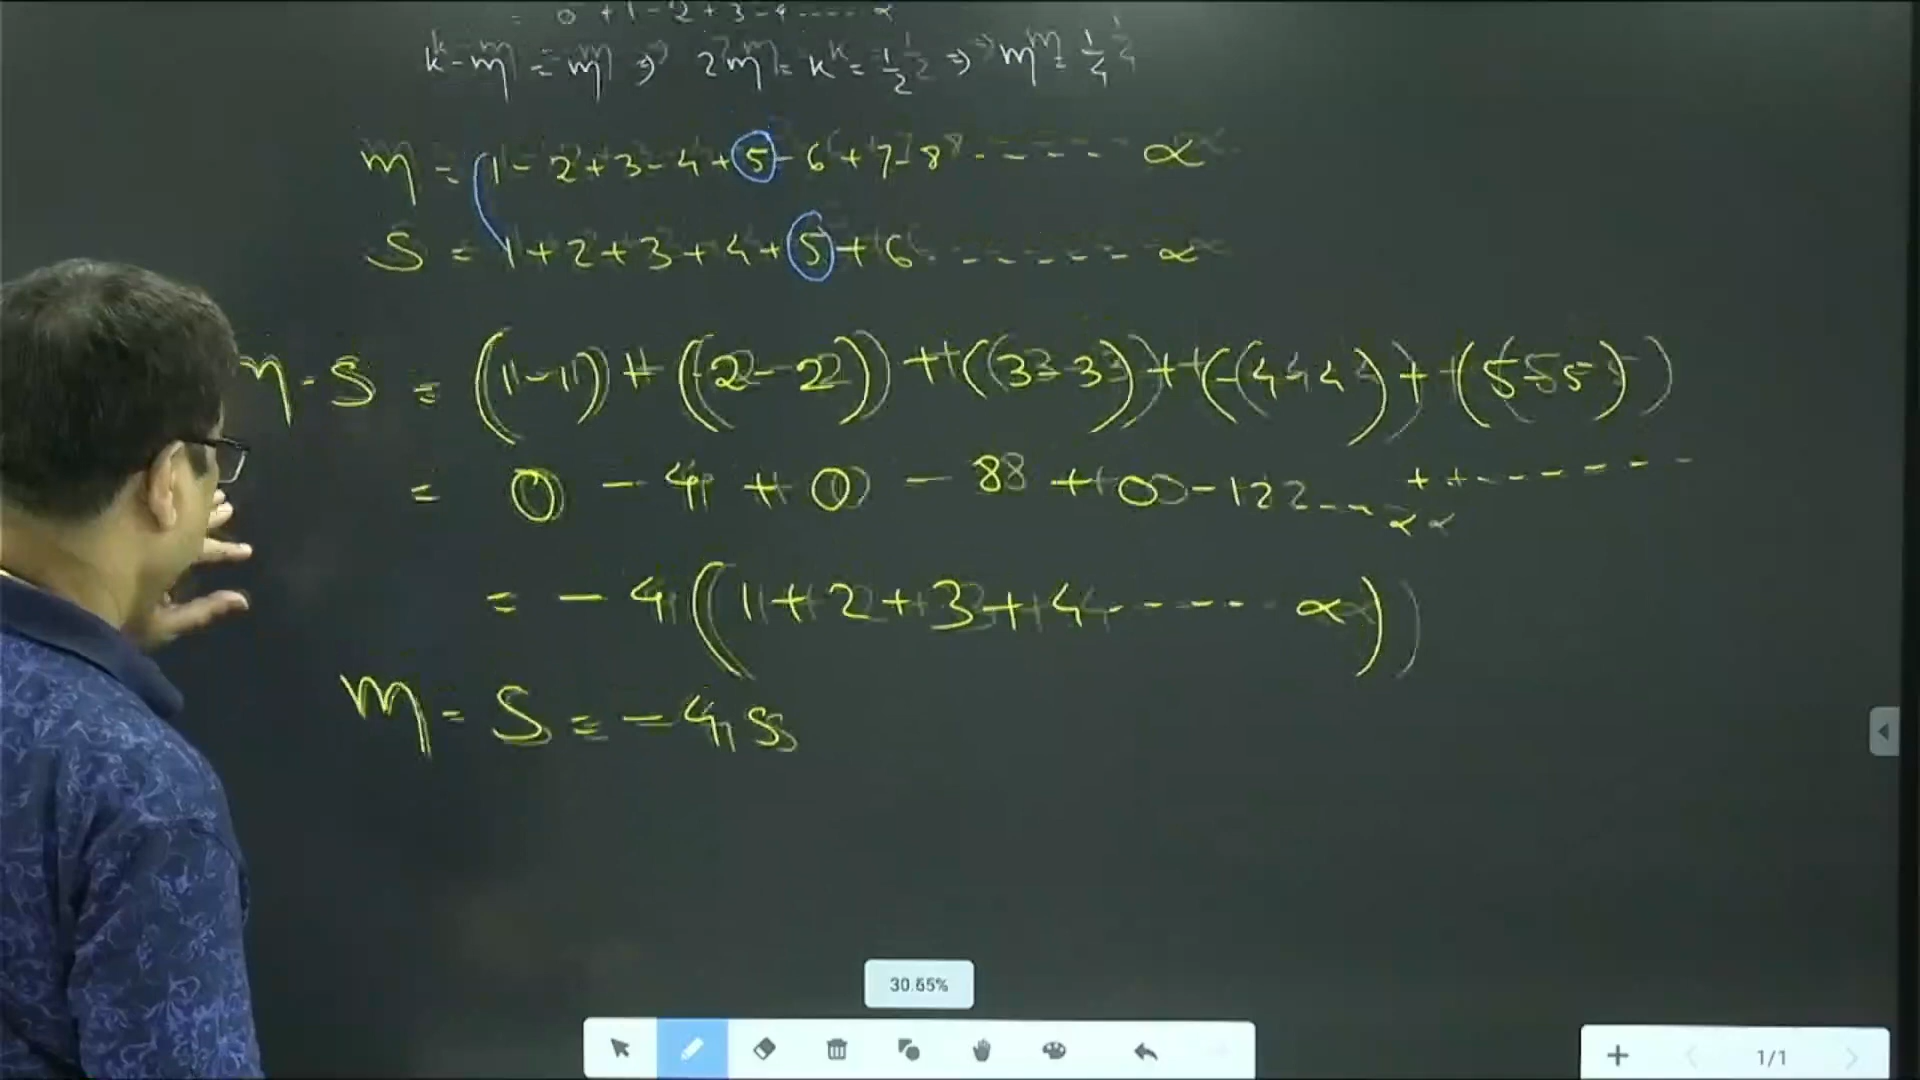 = 0 + 1 - 2 + 3 - 4 ..... ∝
k - m = m ⇒ 2m = k = 1/2 ⇒ m = 1/4
m = 1 - 2 + 3 - 4 + 5 - 6 + 7 - 8 ...... ∝
S = 1 + 2 + 3 + 4 + 5 + 6 ....... ∝
m - S = (1 - 1) + (-2 - 2) + (3 - 3) + (-4 - 4) + (5 - 5)
= 0 - 4 + 0 - 8 + 0 - 12 ... + ------
∝
= - 4 (1 + 2 + 3 + 4 ...... ∝)
m - S = - 4 S
30.65%
1/1